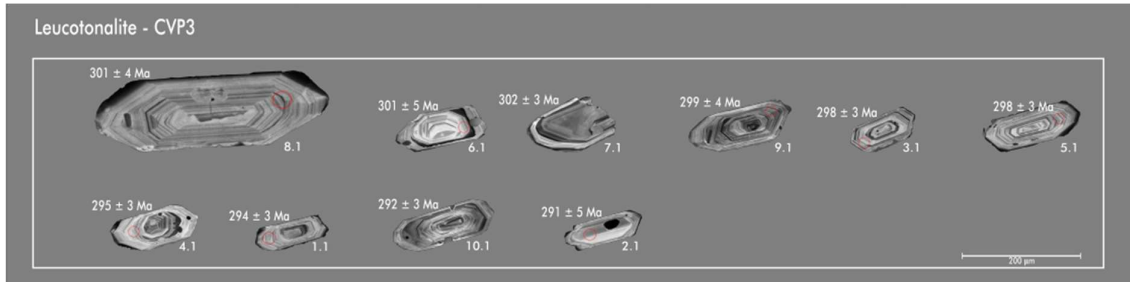 Leucotonalite - CVP3
301 ± 4 Ma
8.1
301 ± 5 Ma
6.1
302 ± 3 Ma
7.1
299 ± 4 Ma
9.1
298 ± 3 Ma
3.1
298 ± 3 Ma
5.1
295 ± 3 Ma
4.1
294 ± 3 Ma
1.1
292 ± 3 Ma
10.1
291 ± 5 Ma
2.1
200 µm